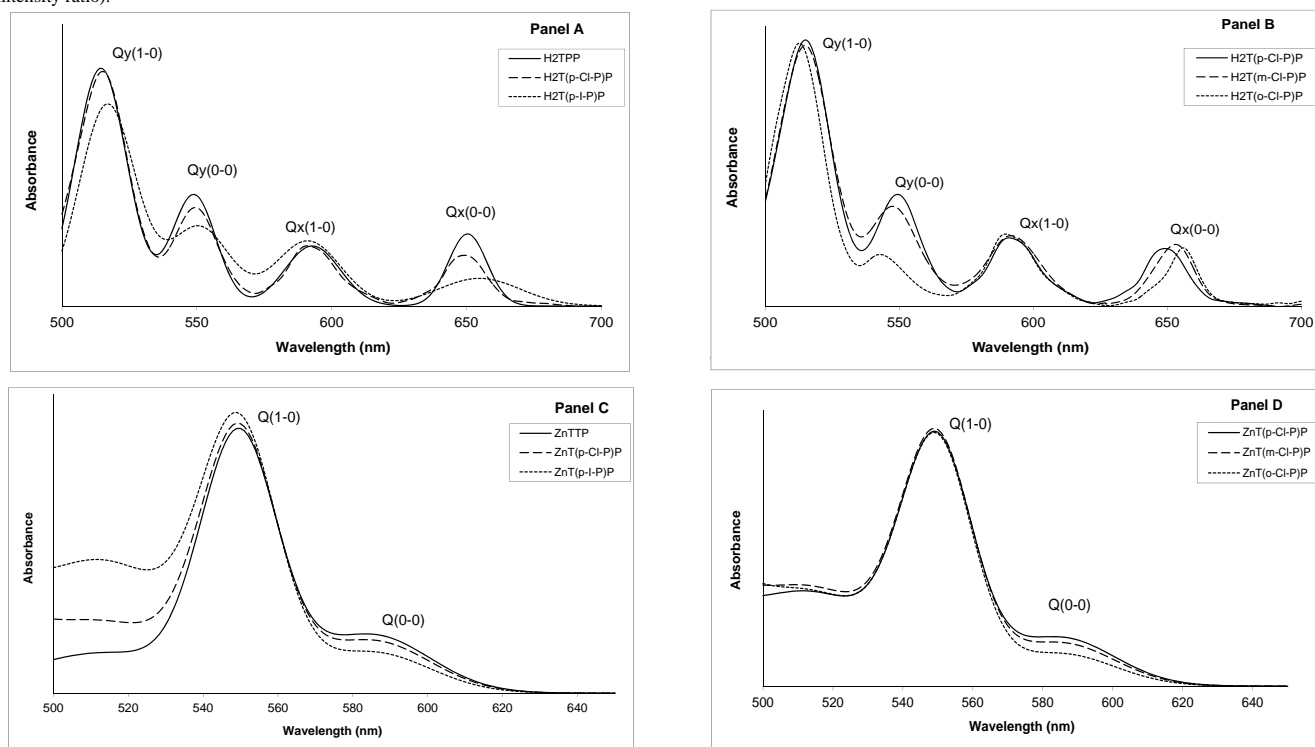 intensity ratio).
Panel A
Qy(1-0)
H2TPP
H2T(p-Cl-P)P
H2T(p-I-P)P
Qy(0-0)
Qx(1-0)
Qx(0-0)
Absorbance
500 550 600 650 700
Wavelength (nm)
Panel B
Qy(1-0)
H2T(p-Cl-P)P
H2T(m-Cl-P)P
H2T(o-Cl-P)P
Qy(0-0)
Qx(1-0)
Qx(0-0)
Absorbance
500 550 600 650 700
Wavelength (nm)
Panel C
Q(1-0)
ZnTTP
ZnT(p-Cl-P)P
ZnT(p-I-P)P
Q(0-0)
Absorbance
500 520 540 560 580 600 620 640
Wavelength (nm)
Panel D
Q(1-0)
ZnT(p-Cl-P)P
ZnT(m-Cl-P)P
ZnT(o-Cl-P)P
Q(0-0)
Absorbance
500 520 540 560 580 600 620 640
Wavelength (nm)